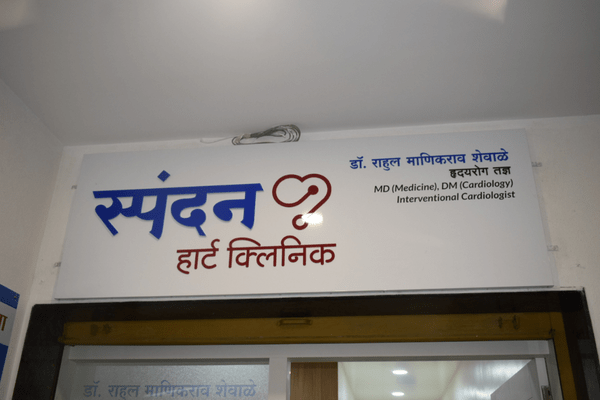 स्पंदन
हार्ट क्लिनिक
डॉ. राहुल माणिकराव शेवाळे
हृदयरोग तज्ञ
MD (Medicine), DM (Cardiology)
Interventional Cardiologist
डॉ. राहुल माणिकराव शेवाळे